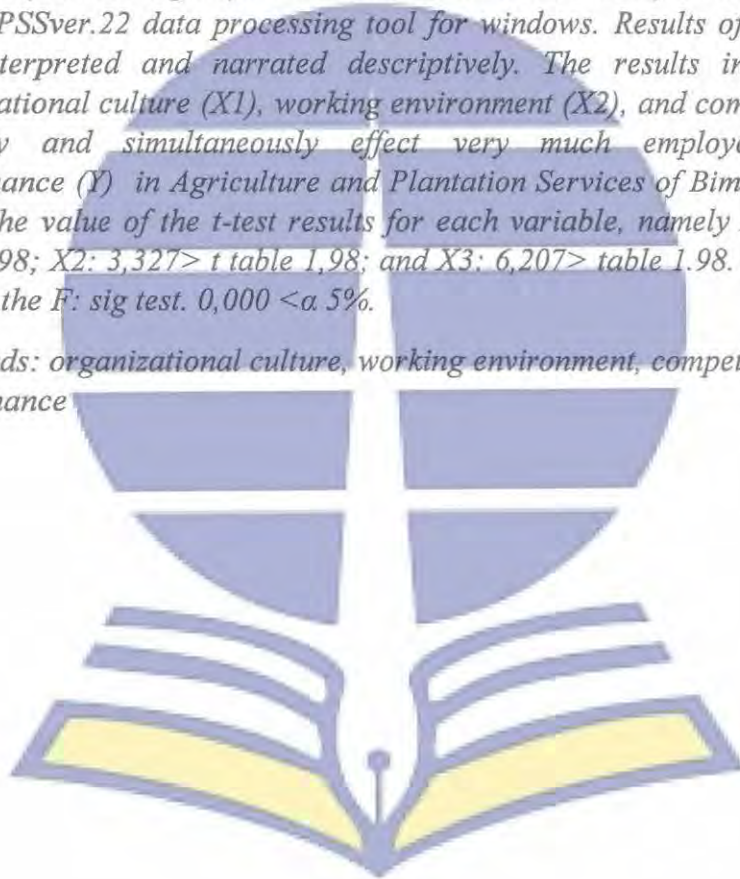 PSSver.22 data processing tool for windows. Results of
terpreted and narrated descriptively. The results in
ational culture (X1), working environment (X2), and com
y and simultaneously effect very much employe
ance (Y) in Agriculture and Plantation Services of Bim
he value of the t-test results for each variable, namely
98; X2: 3,327> t table 1,98; and X3: 6,207> table 1.98.
the F: sig test. 0,000 <α 5%.
ds: organizational culture, working environment, compet
nance